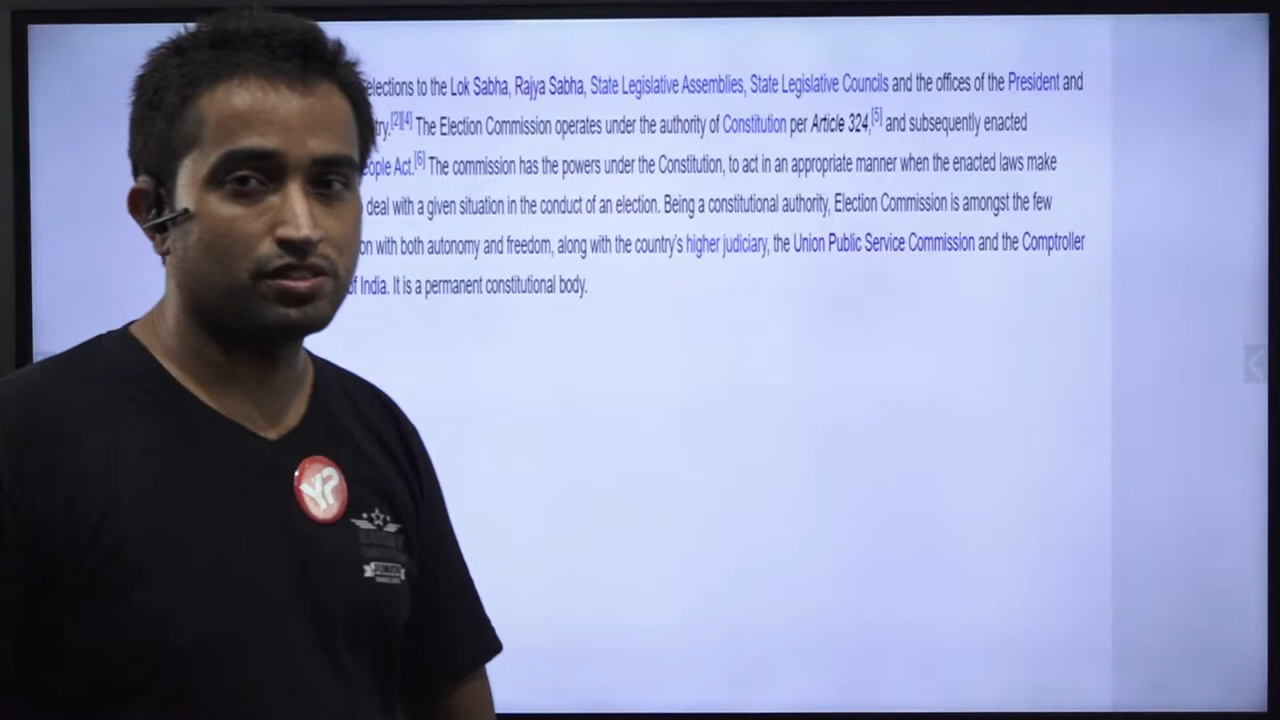 elections to the Lok Sabha, Rajya Sabha, State Legislative Assemblies, State Legislative Councils and the offices of the President and
[2][4] The Election Commission operates under the authority of Constitution per Article 324,[5] and subsequently enacted
Act.[6] The commission has the powers under the Constitution, to act in an appropriate manner when the enacted laws make
deal with a given situation in the conduct of an election. Being a constitutional authority, Election Commission is amongst the few
with both autonomy and freedom, along with the country's higher judiciary, the Union Public Service Commission and the Comptroller
of India. It is a permanent constitutional body.
YP